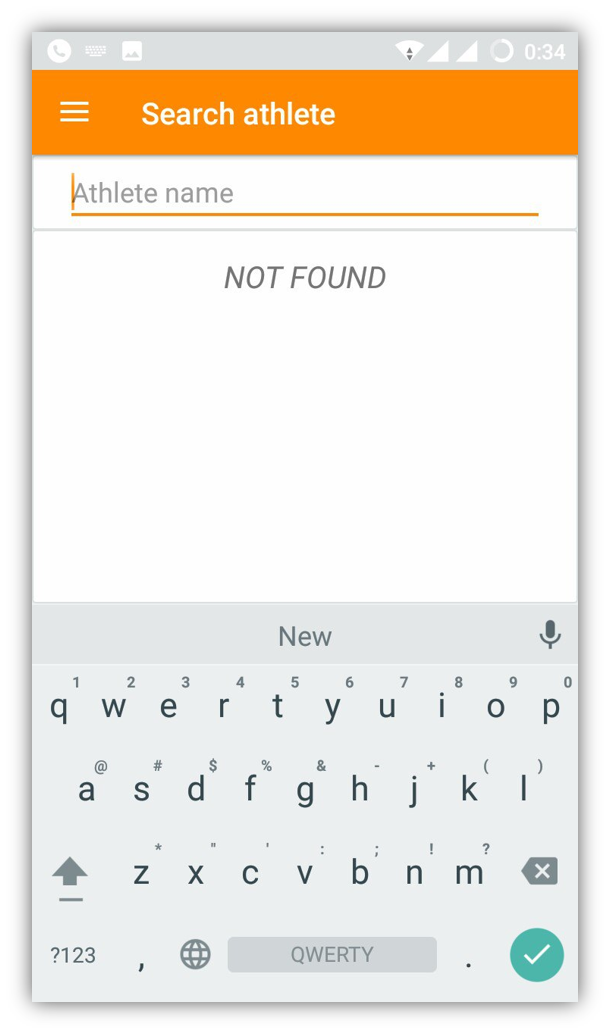 0:34
Search athlete
Athlete name
NOT FOUND
New
1 2 3 4 5 6 7 8 9 0
q w e r t y u i o p
@ # $ % & - + ( )
a s d f g h j k l
* " ' : ; ! ?
z x c v b n m
?123 , QWERTY .